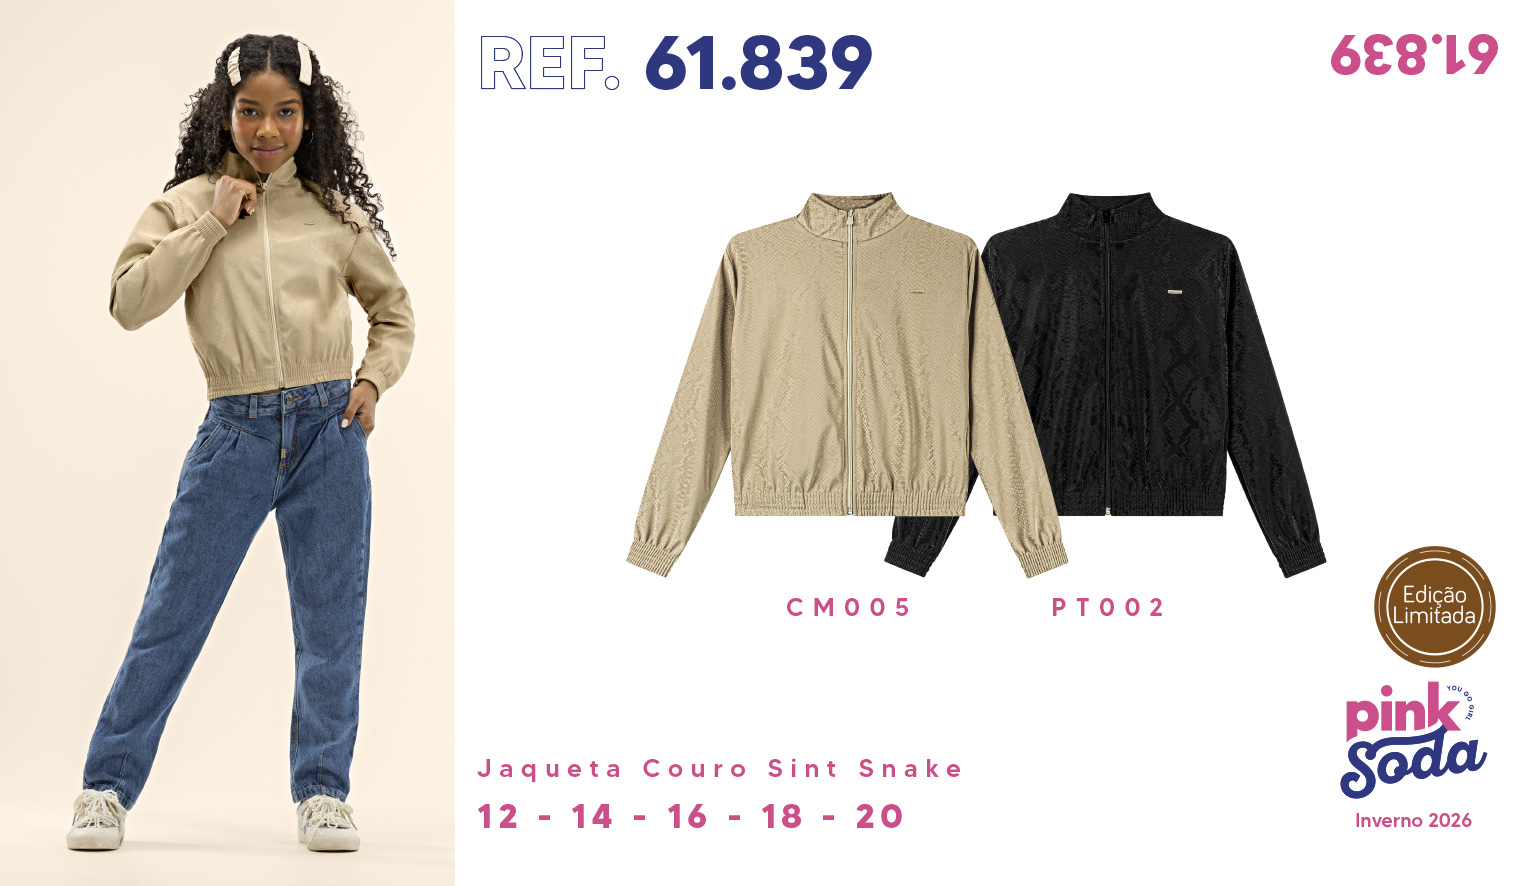 REF. 61.839
61.839
CM005
PT002
Edição
Limitada
pink
YOU GO GIRL
Soda
Jaqueta Couro Sint Snake
12 - 14 - 16 - 18 - 20
Inverno 2026